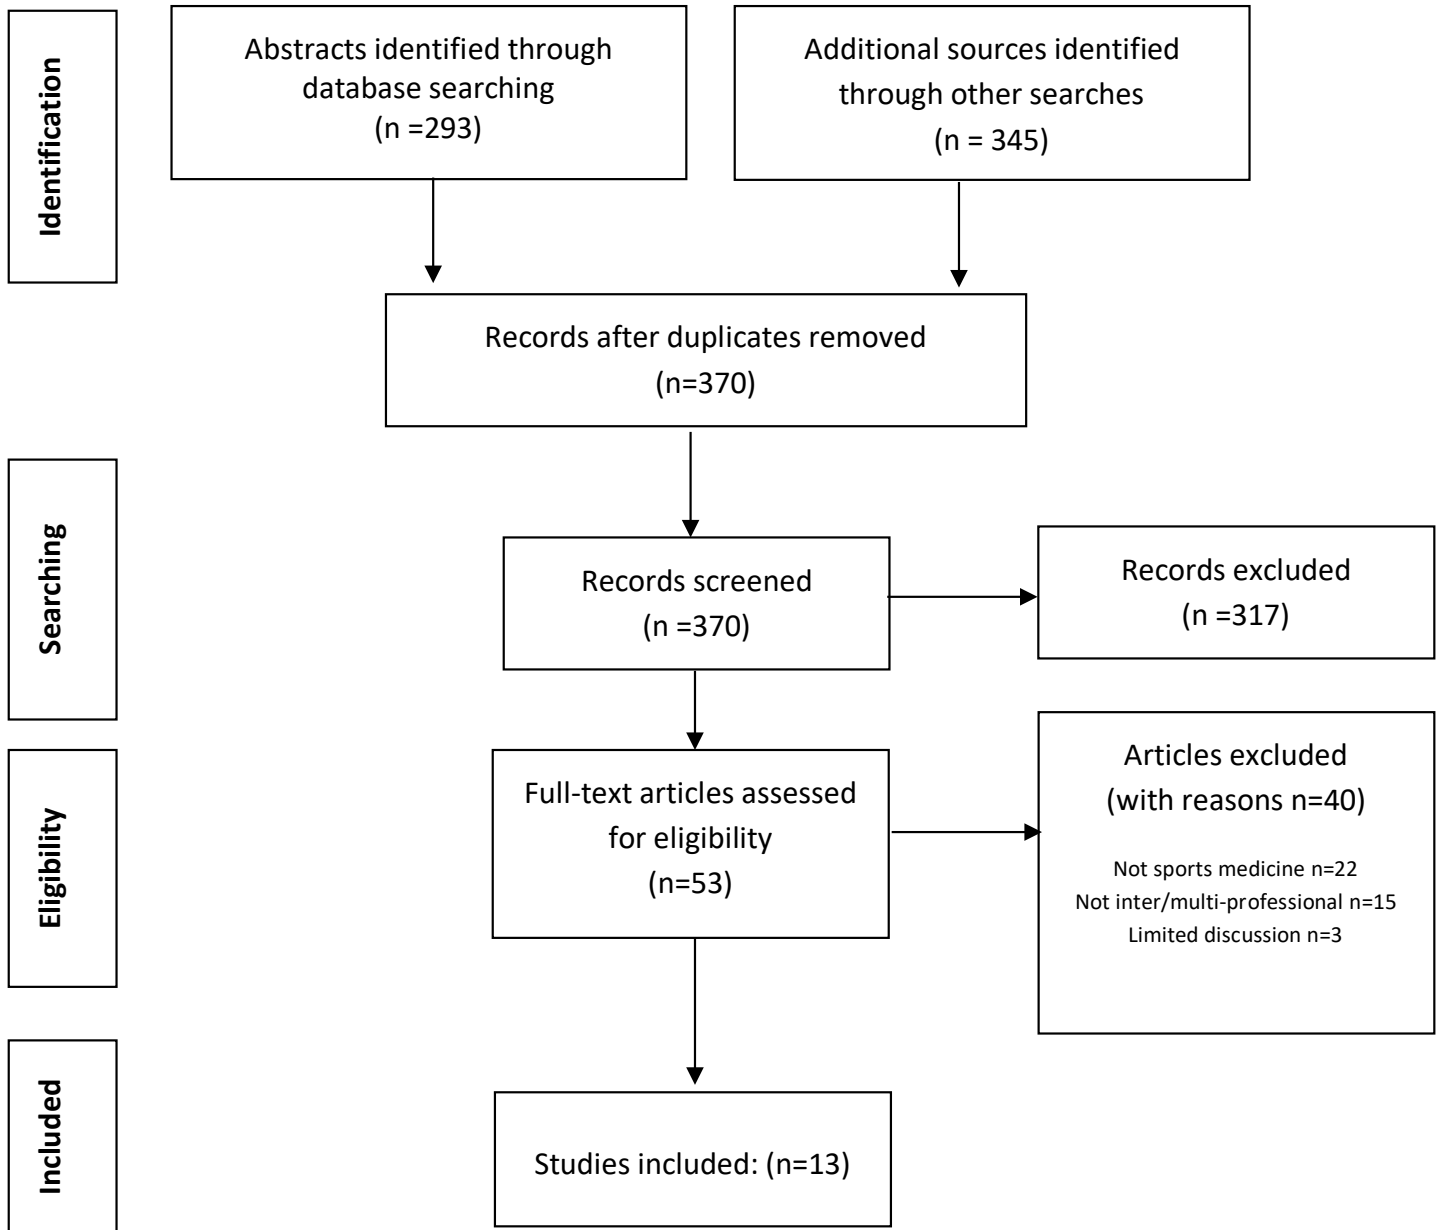 Identification
Abstracts identified through
database searching
(n =293)
Additional sources identified
through other searches
(n = 345)
Records after duplicates removed
(n=370)
Searching
Records screened
(n =370)
Records excluded
(n =317)
Eligibility
Full-text articles assessed
for eligibility
(n=53)
Articles excluded
(with reasons n=40)
Not sports medicine n=22
Not inter/multi-professional n=15
Limited discussion n=3
Included
Studies included: (n=13)